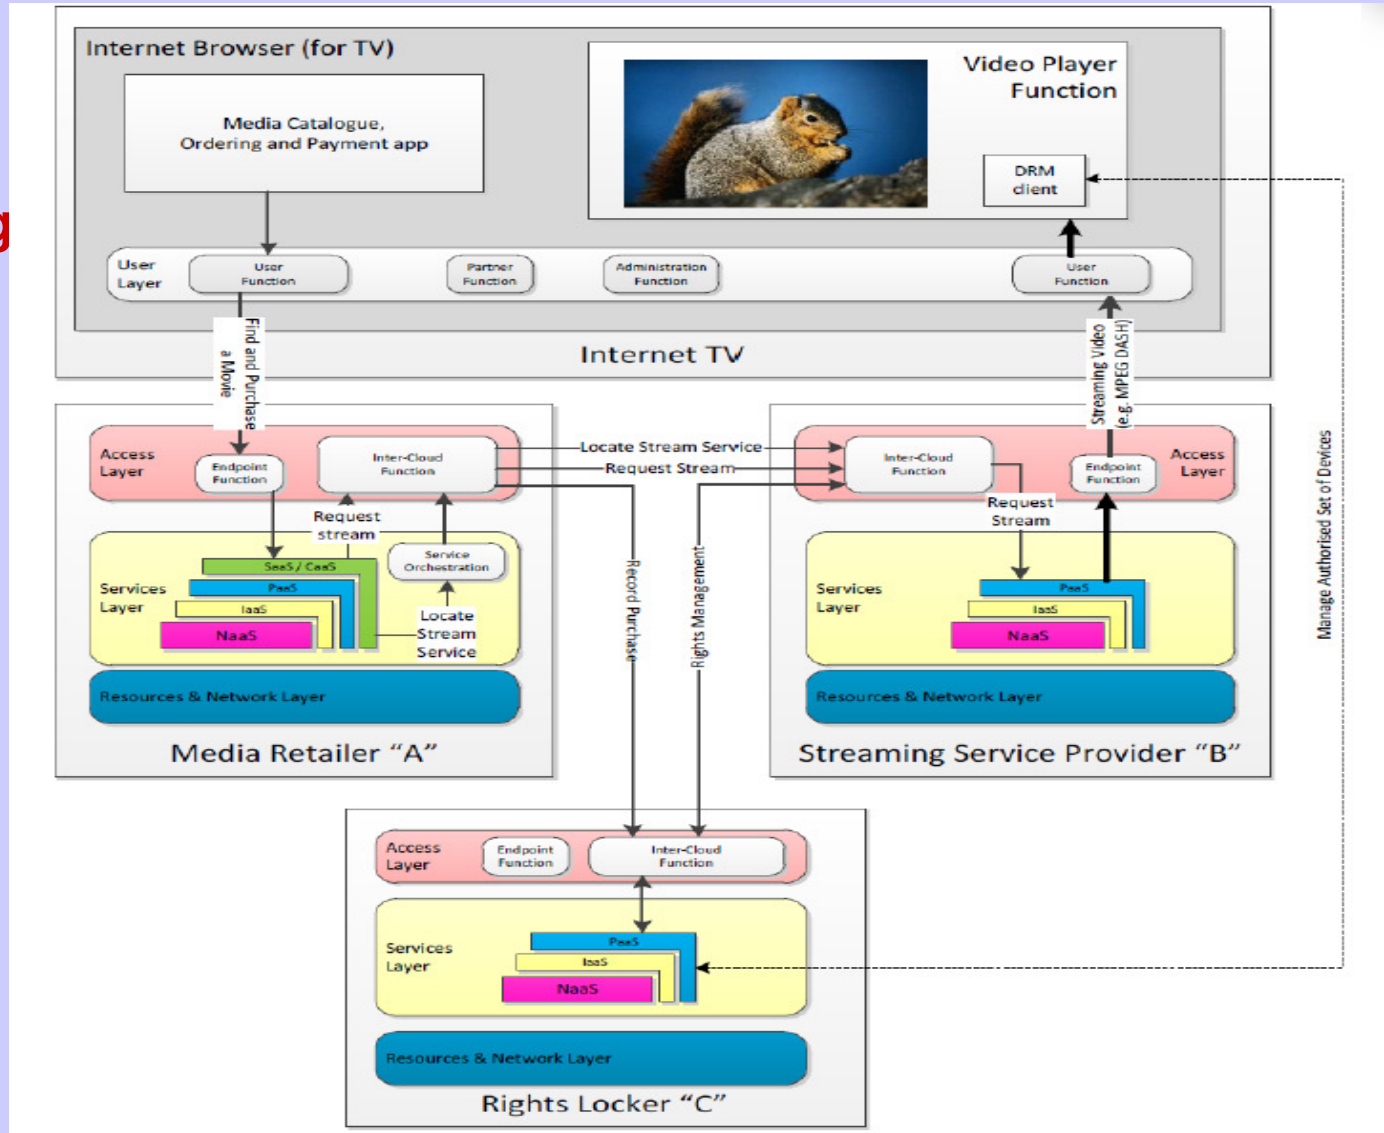 Internet Browser (for TV)
Media Catalogue,
Ordering and Payment app
Video Player
Function
DRM
client
g
User
Layer
User
Function
Partner
Function
Administration
Function
User
Function
Find and Purchase
a Movie
Internet TV
Streaming Video
(e.g. MPEG DASH)
Manage Authorised Set of Devices
Access
Layer
Endpoint
Function
Inter-Cloud
Function
Locate Stream Service
Request Stream
Inter-Cloud
Function
Endpoint
Function
Access
Layer
Request
stream
Request
Stream
Services
Layer
SaaS / CaaS
PaaS
IaaS
NaaS
Service
Orchestration
Locate
Stream
Service
Record Purchase
Rights Management
Services
Layer
PaaS
IaaS
NaaS
Resources & Network Layer
Resources & Network Layer
Media Retailer “A”
Streaming Service Provider “B”
Access
Layer
Endpoint
Function
Inter-Cloud
Function
Services
Layer
PaaS
IaaS
NaaS
Resources & Network Layer
Rights Locker “C”